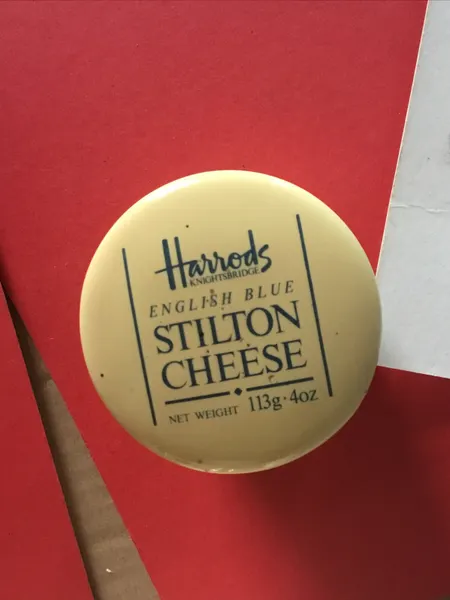 Harrods
KNIGHTSBRIDGE
ENGLISH BLUE
STILTON
CHEESE
NET WEIGHT 113g·4oz